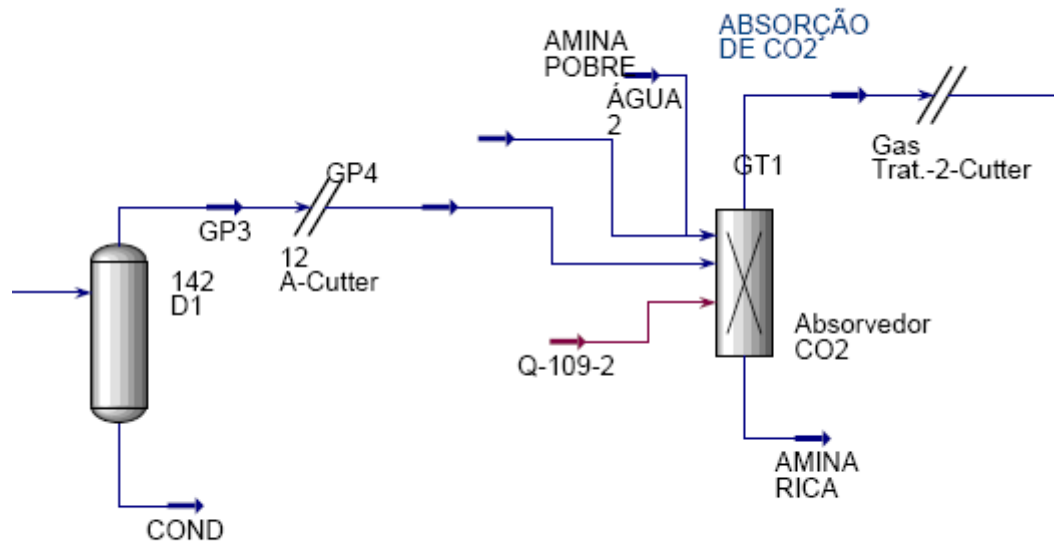 AMINA
POBRE
ABSORÇÃO
DE CO2
ÁGUA
2
Gas
Trat.-2-Cutter
GT1
GP4
GP3
12
A-Cutter
142
D1
Absorvedor
CO2
Q-109-2
AMINA
RICA
COND